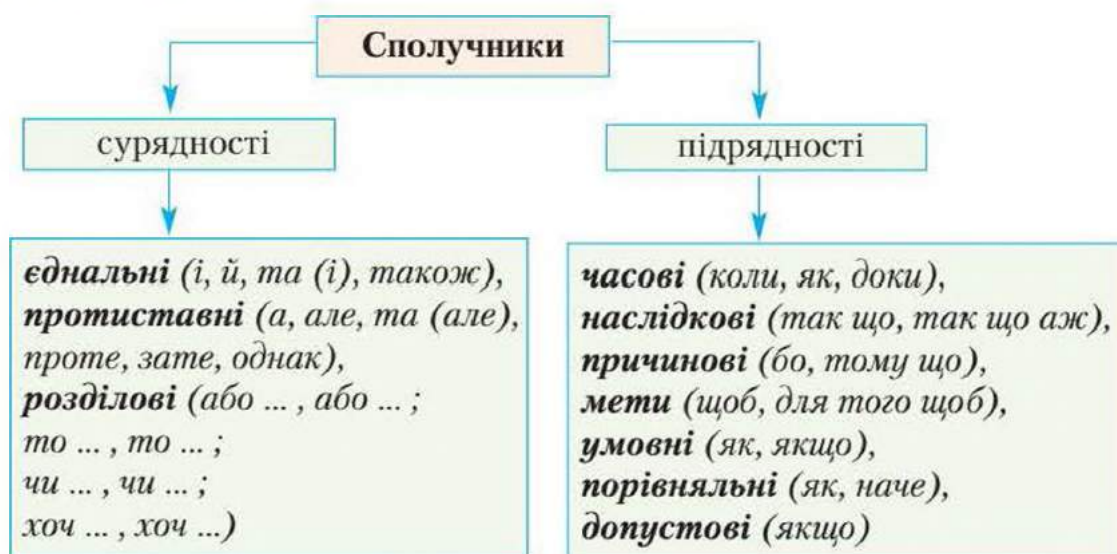 Сполучники
сурядності
підрядності
єднальні (і, й, та (і), також),
протиставні (а, але, та (але),
проте, зате, однак),
розділові (або ... , або ... ;
то ... , то ... ;
чи ... , чи ... ;
хоч ... , хоч ...)
часові (коли, як, доки),
наслідкові (так що, так що аж),
причинові (бо, тому що),
мети (щоб, для того щоб),
умовні (як, якщо),
порівняльні (як, наче),
допустові (якщо)